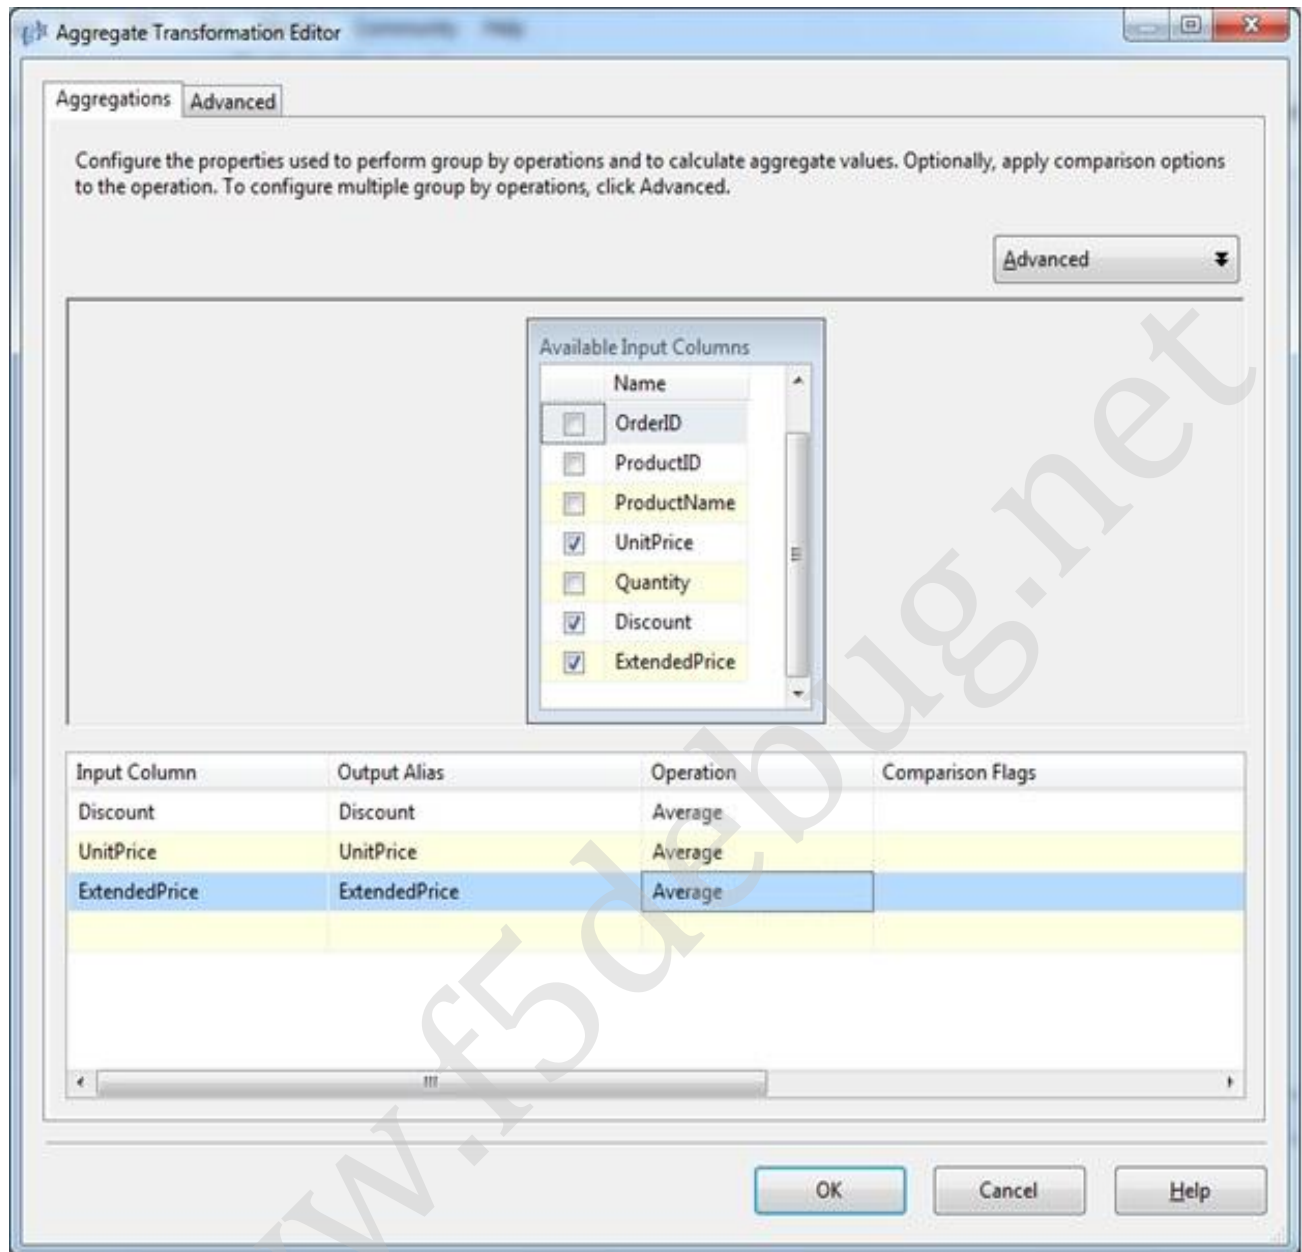 Aggregate Transformation Editor
Community Help
Aggregations Advanced
Configure the properties used to perform group by operations and to calculate aggregate values. Optionally, apply comparison options
to the operation. To configure multiple group by operations, click Advanced.
Advanced
Available Input Columns
Name
OrderID
ProductID
ProductName
UnitPrice
Quantity
Discount
ExtendedPrice
Input Column Output Alias Operation Comparison Flags
Discount Discount Average
UnitPrice UnitPrice Average
ExtendedPrice ExtendedPrice Average
OK Cancel Help
w.f5debug.net